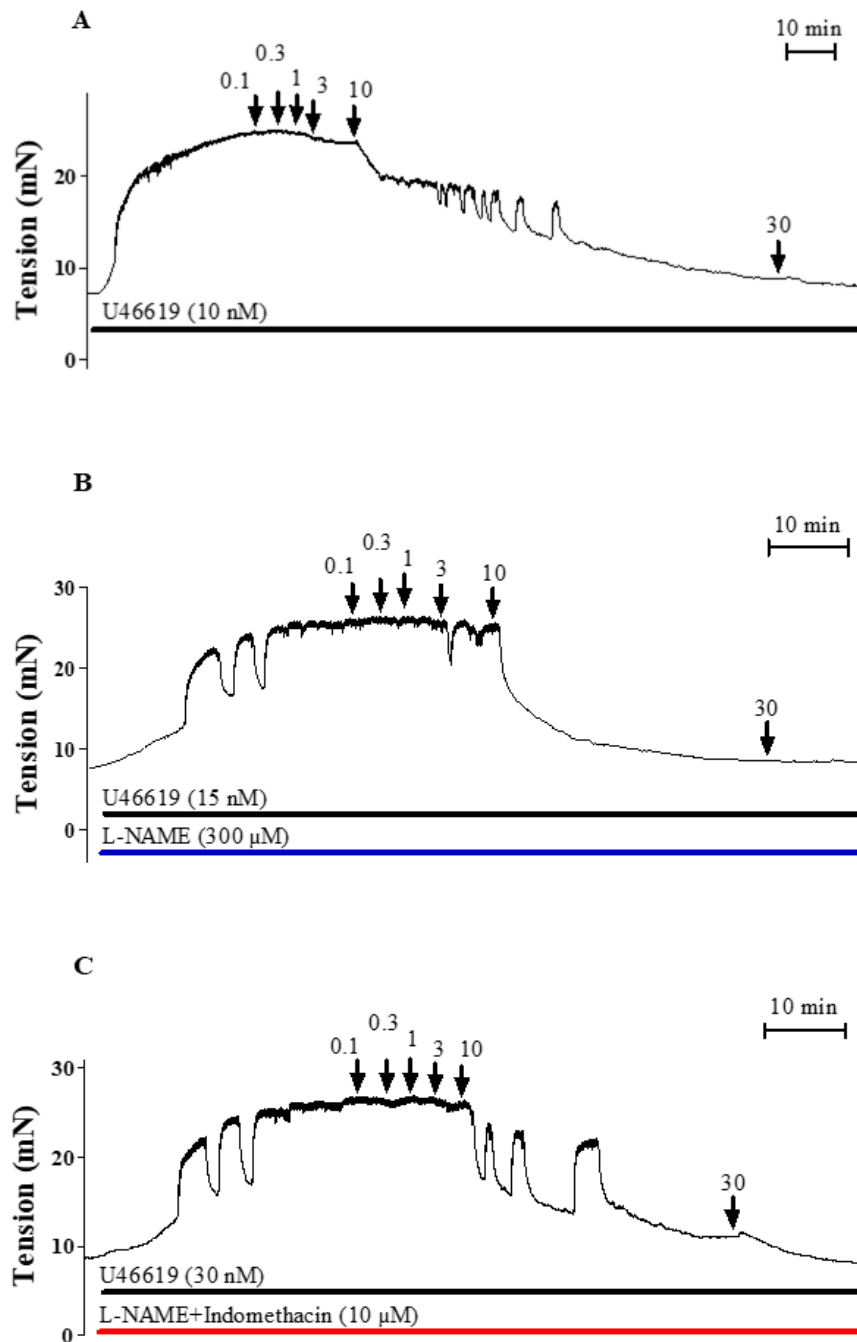 A
10 min
0.3
0.1
1
3
10
20
10
0
Tension (mN)
30
U46619 (10 nM)
B
10 min
0.3
0.1
1
3
10
30
20
10
0
Tension (mN)
30
U46619 (15 nM)
L-NAME (300 µM)
C
10 min
0.3
0.1
1
3
10
30
20
10
0
Tension (mN)
30
U46619 (30 nM)
L-NAME+Indomethacin (10 µM)